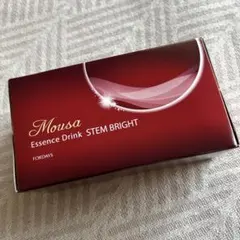 Mousa
Essence Drink STEM BRIGHT
FORDAYS